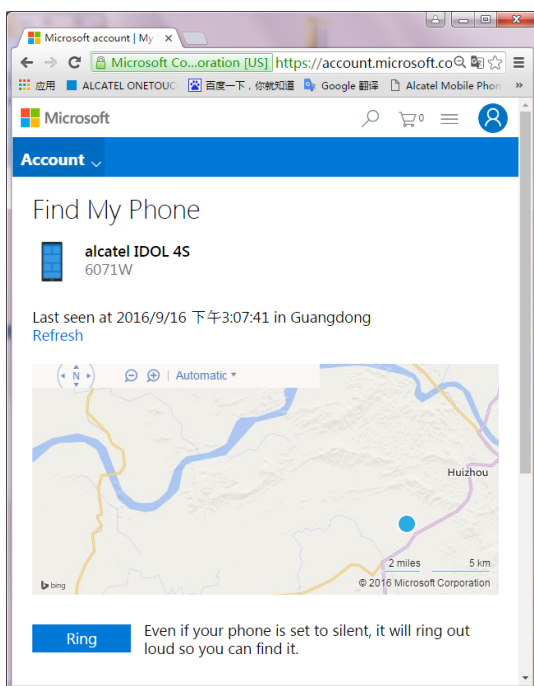 Microsoft account | My
Microsoft Co...oration [US] https://account.microsoft.co
应用 ALCATEL ONETOUC 百度一下，你就知道 Google 翻译 Alcatel Mobile Phon »
Microsoft 0
Account
Find My Phone
alcatel IDOL 4S
6071W
Last seen at 2016/9/16 下午3:07:41 in Guangdong
Refresh
N Automatic
Huizhou
2 miles 5 km
bing © 2016 Microsoft Corporation
Ring Even if your phone is set to silent, it will ring out
loud so you can find it.